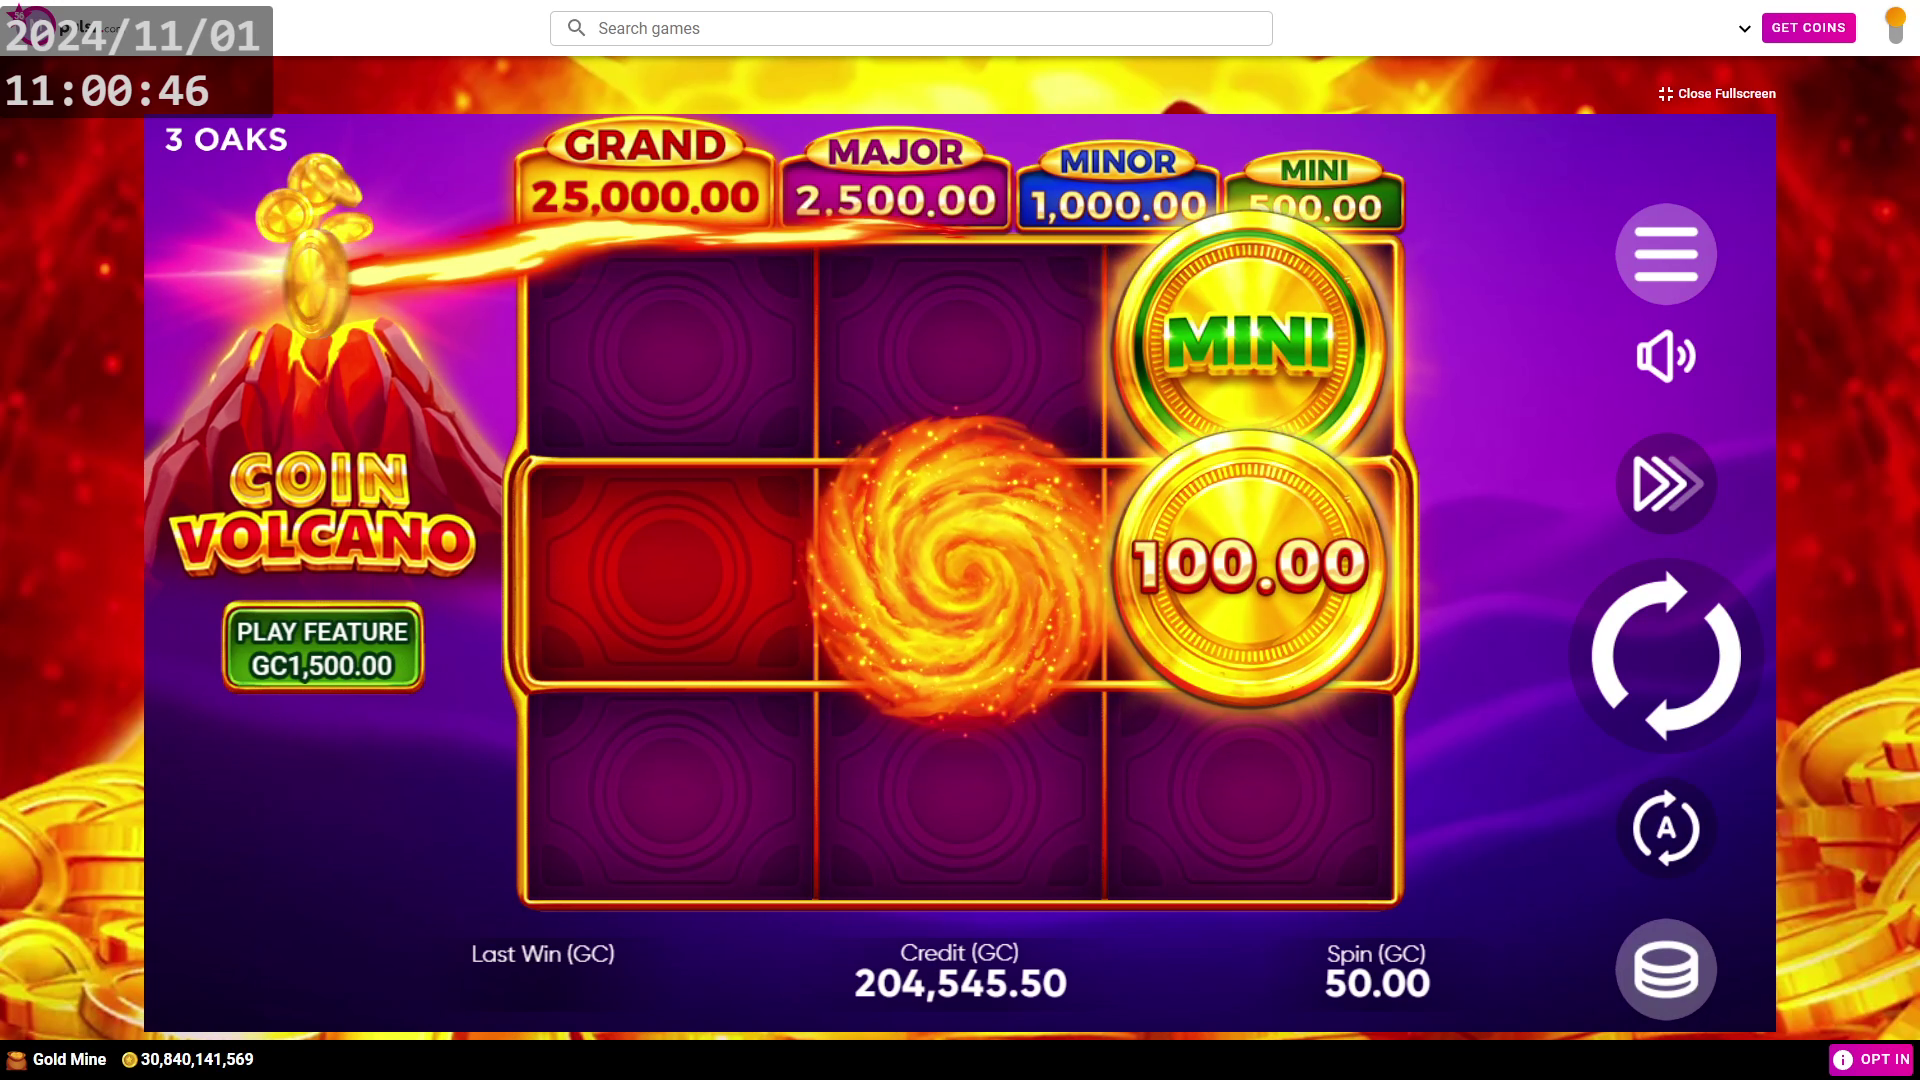 2024/11/01
11:00:46
Search games
GET COINS
Close Fullscreen
3 OAKS
GRAND
25,000.00
MAJOR
2.500.00
MINOR
1,000.00
MINI
500.00
MINI
100.00
COIN
VOLCANO
PLAY FEATURE
GC1,500.00
A
Last Win (GC)
Credit (GC)
204,545.50
Spin (GC)
50.00
Gold Mine
30,840,141,569
OPT IN